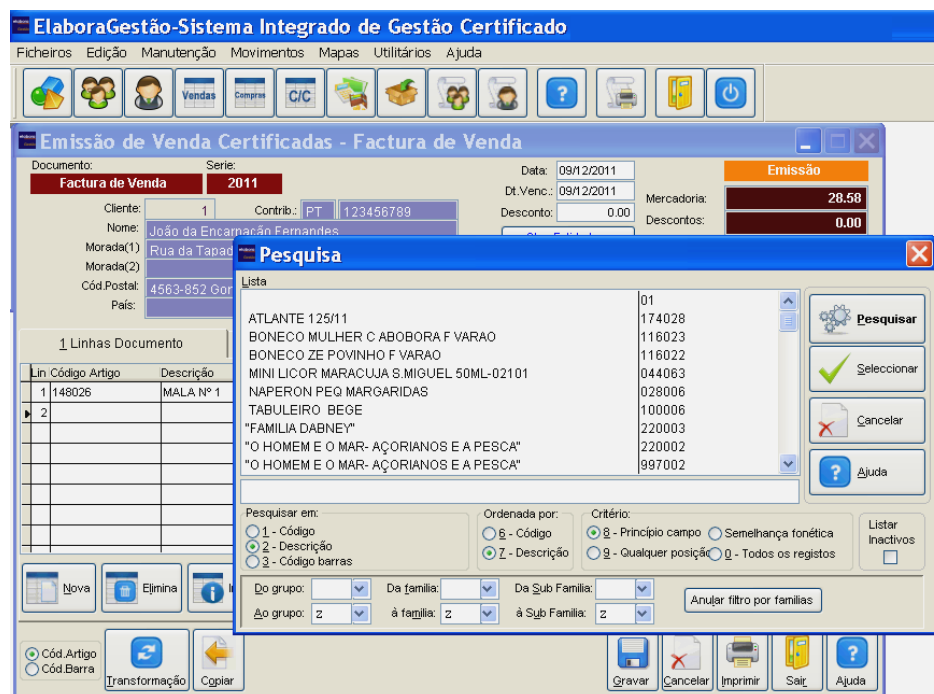 ElaboraGestão-Sistema Integrado de Gestão Certificado
Ficheiros Edição Manutenção Movimentos Mapas Utilitários Ajuda
Vendas Compras C/C
Emissão de Venda Certificadas - Factura de Venda
Documento: Serie: Data: 09/12/2011 Emissão
Factura de Venda 2011 Dt.Venc.: 09/12/2011 Mercadoria: 28.58
Cliente: 1 Contrib.: PT 123456789 Desconto: 0.00 Descontos: 0.00
Nome: João da Encarnação Fernandes
Morada(1) Rua da Tapad
Morada(2)
Cód.Postal: 4563-852 Gor
País:
1 Linhas Documento
Lin Código Artigo Descrição
1 148026 MALA Nº 1
2
Pesquisa
Lista
01
ATLANTE 125/11 174028
BONECO MULHER C ABOBORA F VARAO 116023
BONECO ZE POVINHO F VARAO 116022
MINI LICOR MARACUJA S.MIGUEL 50ML-02101 044063
NAPERON PEQ MARGARIDAS 028006
TABULEIRO BEGE 100006
"FAMILIA DABNEY" 220003
"O HOMEM E O MAR- AÇORIANOS E A PESCA" 220002
"O HOMEM E O MAR- AÇORIANOS E A PESCA" 997002
Pesquisar
Seleccionar
Cancelar
Ajuda
Pesquisar em: Ordenada por: Critério:
1 - Código 6 - Código 8 - Princípio campo Semelhança fonética
2 - Descrição 7 - Descrição 9 - Qualquer posição 0 - Todos os registos
3 - Código barras
Listar
Inactivos
Do grupo: Da familia: Da Sub Familia:
Ao grupo: z à familia: z à Sub Familia: z
Anular filtro por familias
Nova Elimina
Cód.Artigo
Cód.Barra
Transformação Copiar Gravar Cancelar Imprimir Sair Ajuda